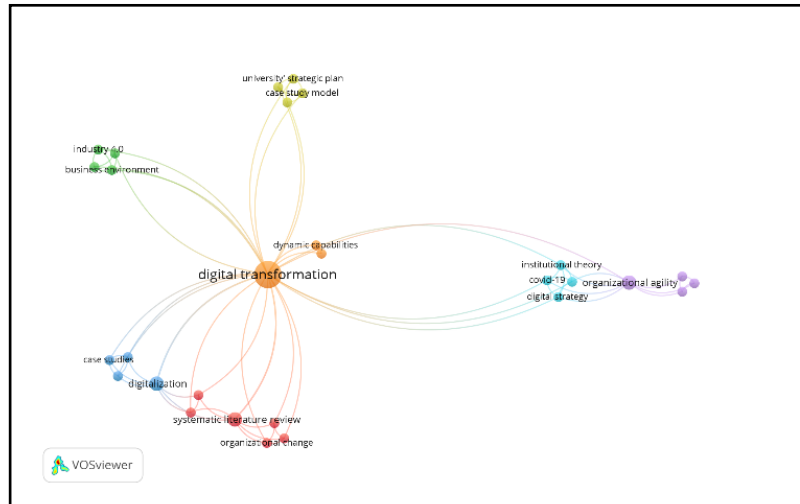 university' strategic plan
case study model
industry 4.0
business environment
dynamic capabilities
digital transformation
institutional theory
covid-19
organizational agility
digital strategy
case studies
digitalization
systematic literature review
organizational change
VOSviewer